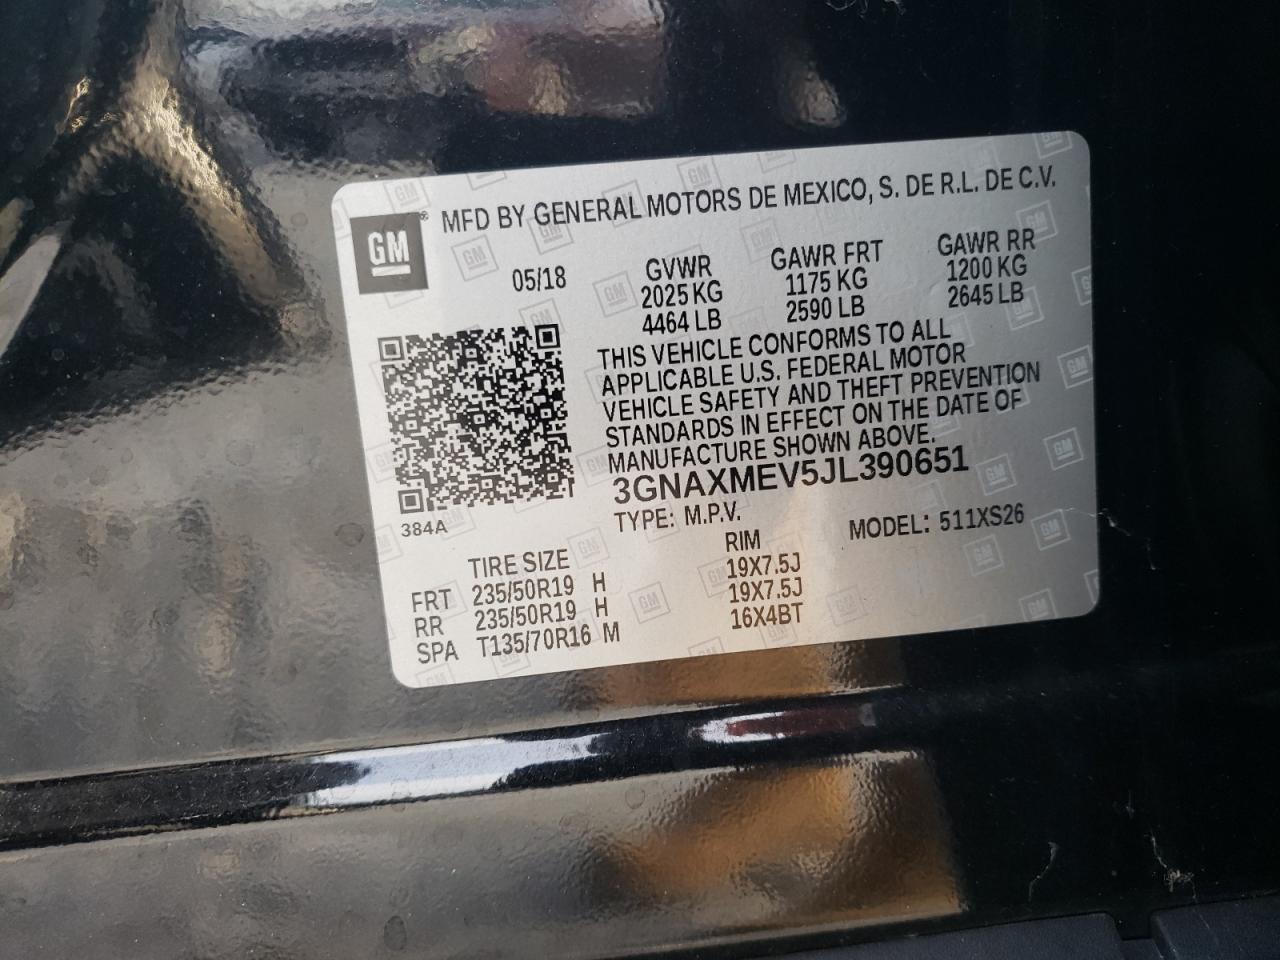 GM® MFD BY GENERAL MOTORS DE MEXICO, S. DE R.L. DE C.V.
05/18 GVWR GAWR FRT GAWR RR
2025 KG 1175 KG 1200 KG
4464 LB 2590 LB 2645 LB
THIS VEHICLE CONFORMS TO ALL
APPLICABLE U.S. FEDERAL MOTOR
VEHICLE SAFETY AND THEFT PREVENTION
STANDARDS IN EFFECT ON THE DATE OF
MANUFACTURE SHOWN ABOVE.
3GNAXMEV5JL390651
384A
TYPE: M.P.V. MODEL: 511XS26
TIRE SIZE RIM
FRT 235/50R19 H 19X7.5J
RR 235/50R19 H 19X7.5J
SPA T135/70R16 M 16X4BT